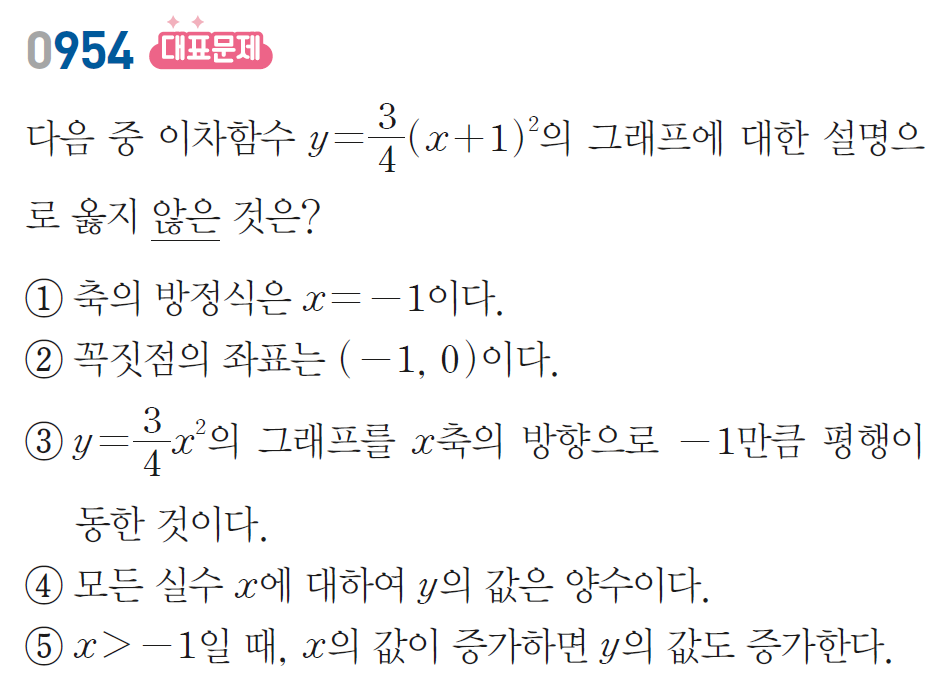 0954 대표문제
다음 중 이차함수 y=\frac{3}{4}(x+1)^2의 그래프에 대한 설명으
로 옳지 않은 것은?
① 축의 방정식은 x=-1이다.
② 꼭짓점의 좌표는 (-1, 0)이다.
③ y=\frac{3}{4}x^2의 그래프를 x축의 방향으로 -1만큼 평행이
동한 것이다.
④ 모든 실수 x에 대하여 y의 값은 양수이다.
⑤ x>-1일 때, x의 값이 증가하면 y의 값도 증가한다.